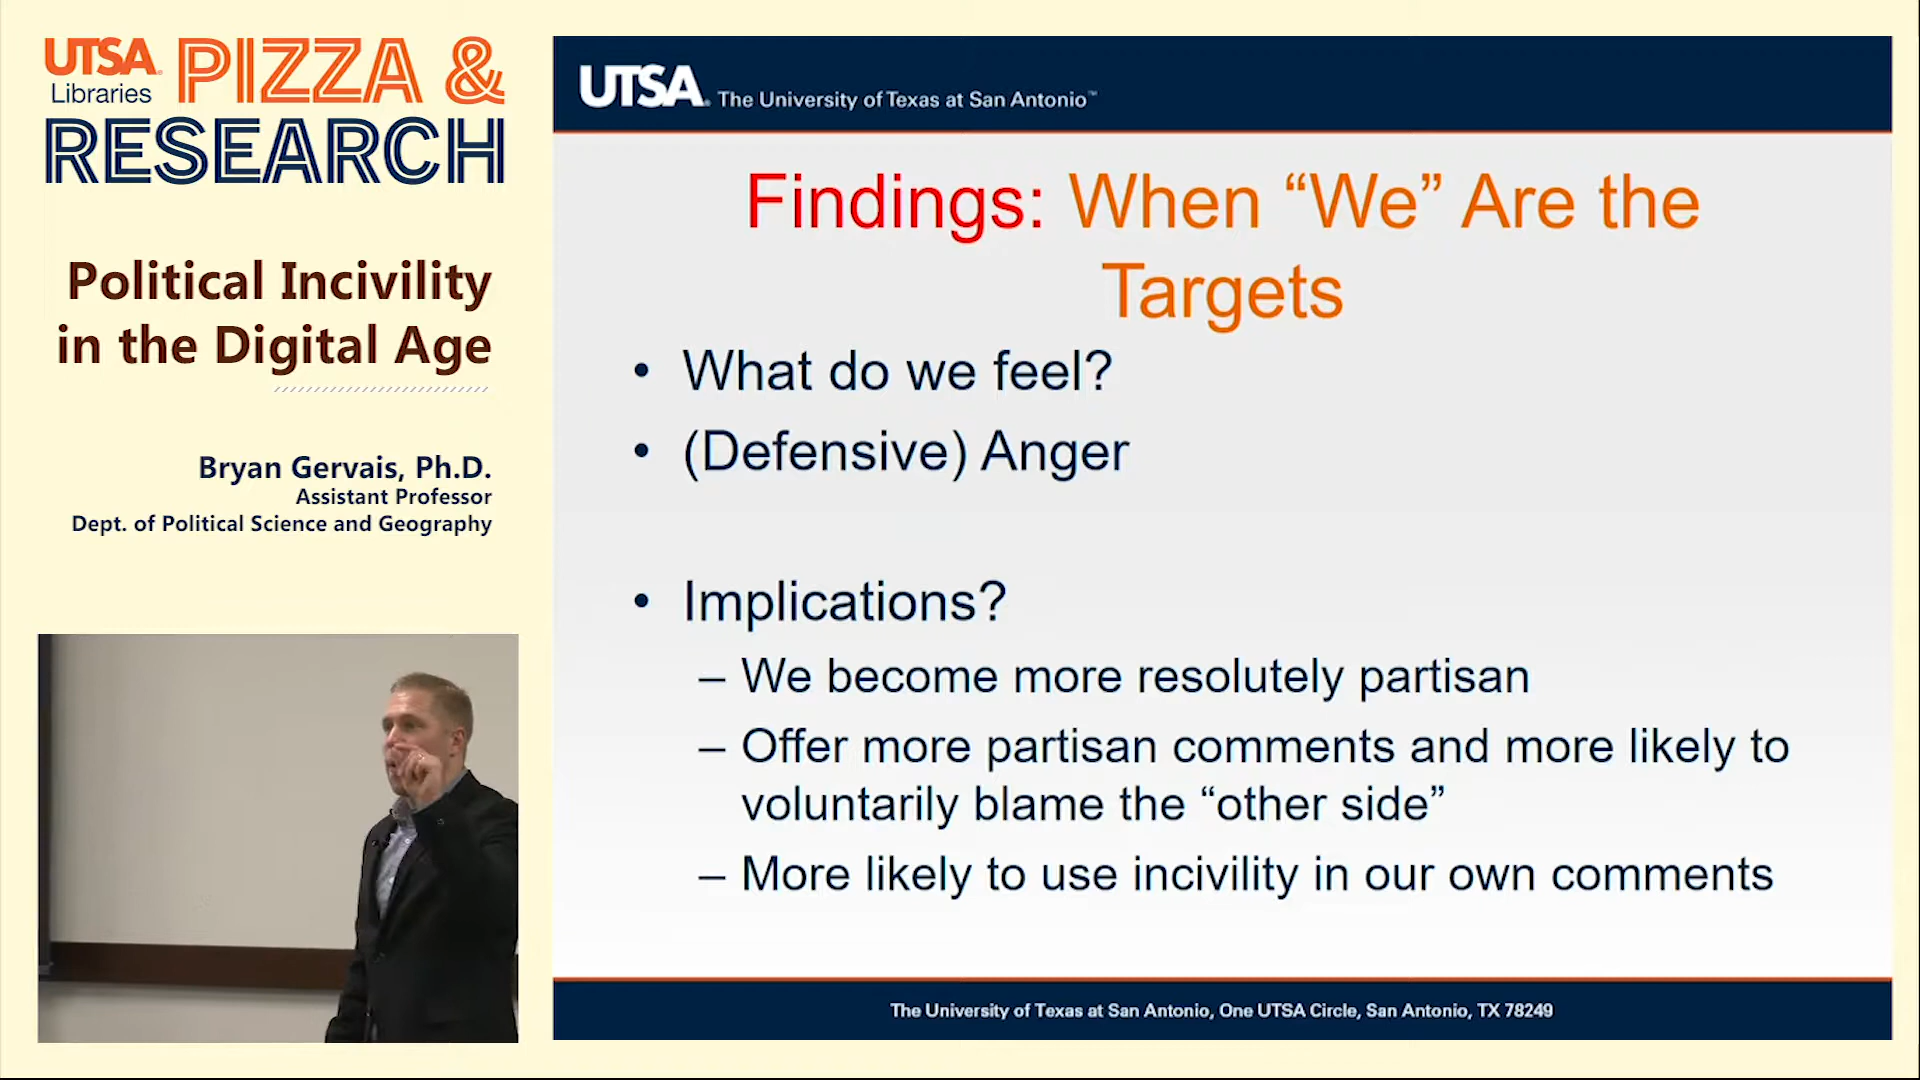 UTSA. PIZZA &
Libraries
RESEARCH
Political Incivility
in the Digital Age
Bryan Gervais, Ph.D.
Assistant Professor
Dept. of Political Science and Geography
UTSA. The University of Texas at San Antonio™
Findings: When “We” Are the
Targets
• What do we feel?
• (Defensive) Anger
• Implications?
– We become more resolutely partisan
– Offer more partisan comments and more likely to
voluntarily blame the “other side”
– More likely to use incivility in our own comments
The University of Texas at San Antonio, One UTSA Circle, San Antonio, TX 78249